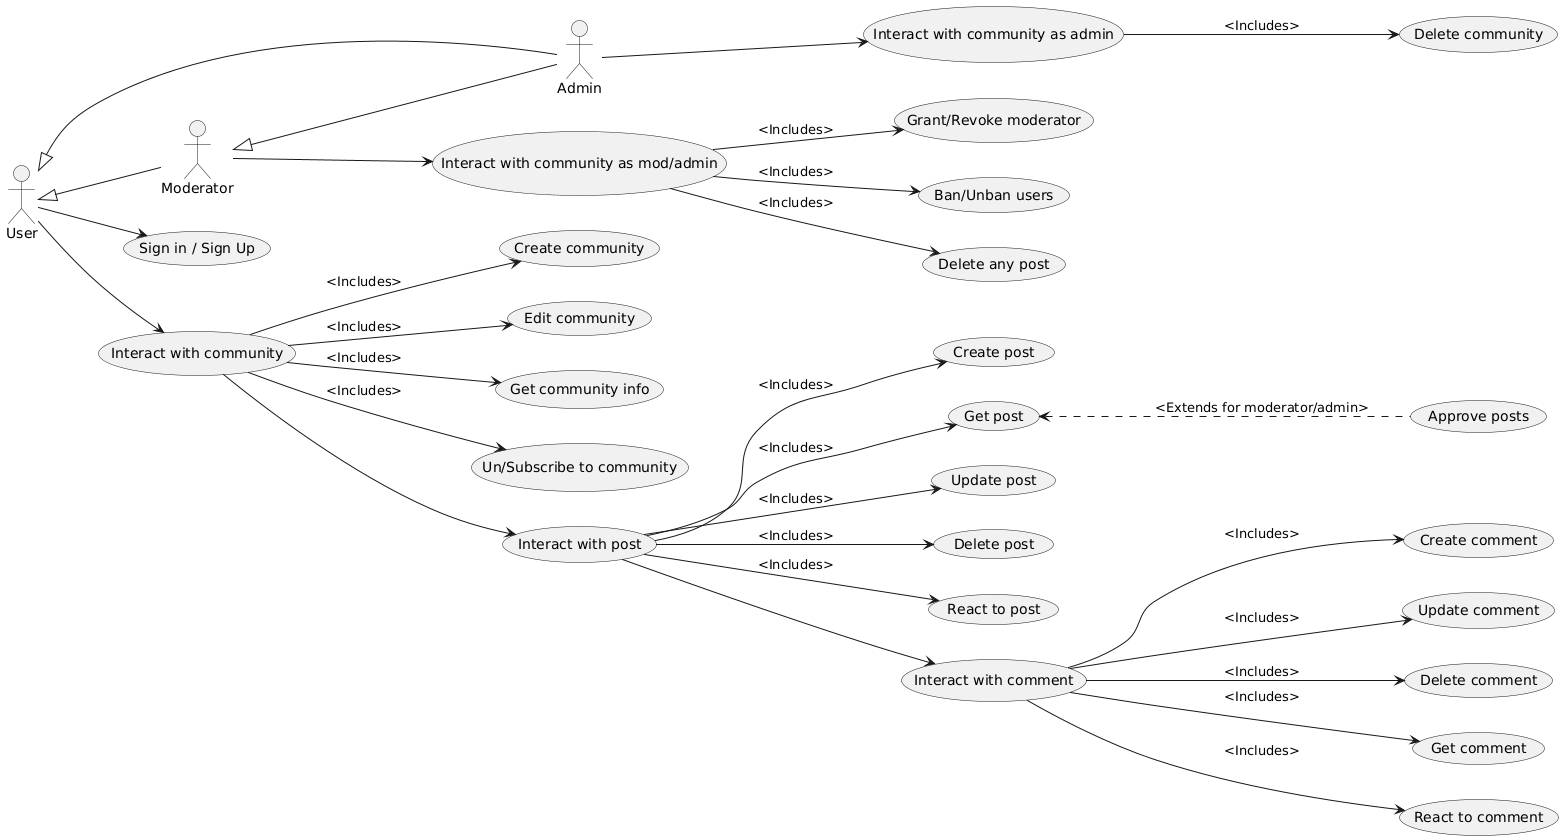 <Includes>
Delete community
Interact with community as admin
Admin
Grant/Revoke moderator
<Includes>
Interact with community as mod/admin
Moderator
<Includes>
Ban/Unban users
<Includes>
User
Sign in / Sign Up
Create community
Delete any post
<Includes>
Edit community
<Includes>
Interact with community
<Includes>
Create post
Get community info
<Includes>
<Includes>
<Extends for moderator/admin>
Get post
Approve posts
<Includes>
Un/Subscribe to community
Update post
<Includes>
<Includes>
Interact with post
Delete post
<Includes>
Create comment
<Includes>
React to post
<Includes>
Update comment
<Includes>
Interact with comment
Delete comment
<Includes>
Get comment
<Includes>
React to comment